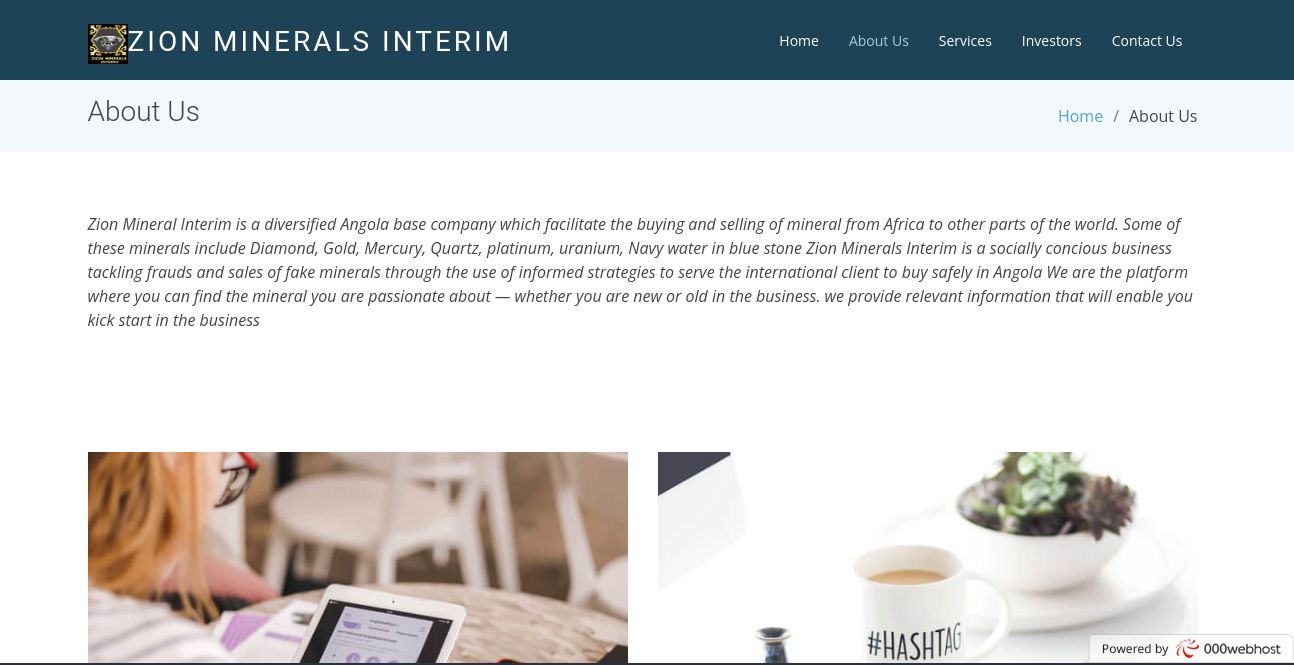 ZION MINERALS INTERIM
Home
About Us
Services
Investors
Contact Us
About Us
Home / About Us
Zion Mineral Interim is a diversified Angola base company which facilitate the buying and selling of mineral from Africa to other parts of the world. Some of
these minerals include Diamond, Gold, Mercury, Quartz, platinum, uranium, Navy water in blue stone Zion Minerals Interim is a socially concious business
tackling frauds and sales of fake minerals through the use of informed strategies to serve the international client to buy safely in Angola We are the platform
where you can find the mineral you are passionate about — whether you are new or old in the business. we provide relevant information that will enable you
kick start in the business
#HASHTAG
Powered by 000webhost